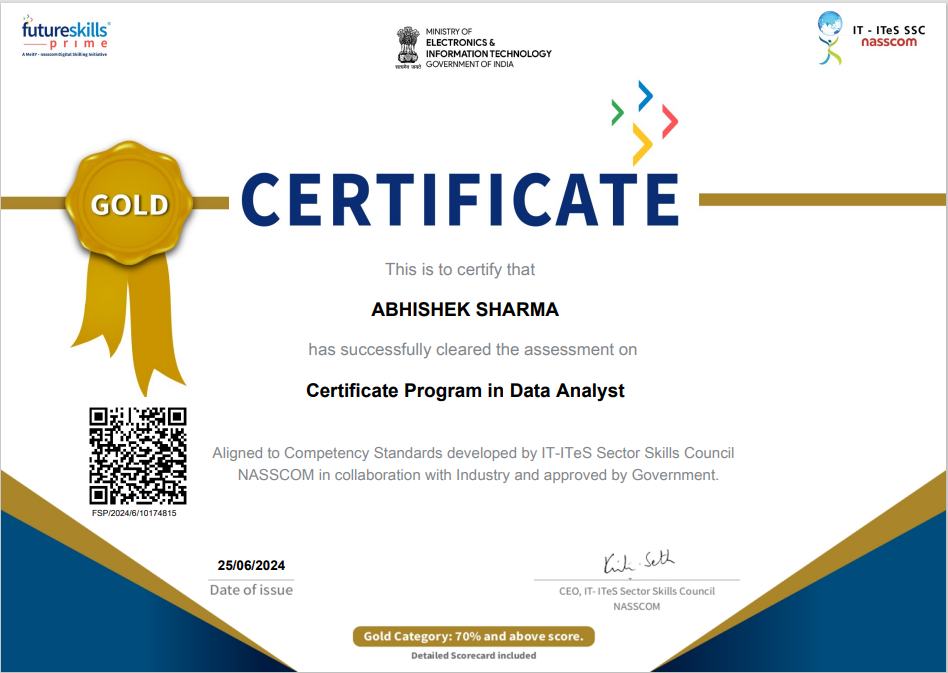 futureskills
prime
A MeitY - nasscom Digital Skilling Initiative
MINISTRY OF
ELECTRONICS &
INFORMATION TECHNOLOGY
GOVERNMENT OF INDIA
सत्यमेव जयते
IT - ITeS SSC
nasscom
GOLD
CERTIFICATE
This is to certify that
ABHISHEK SHARMA
has successfully cleared the assessment on
Certificate Program in Data Analyst
Aligned to Competency Standards developed by IT-ITeS Sector Skills Council
NASSCOM in collaboration with Industry and approved by Government.
FSP/2024/6/10174815
25/06/2024
Date of issue
CEO, IT- ITeS Sector Skills Council
NASSCOM
Gold Category: 70% and above score.
Detailed Scorecard included